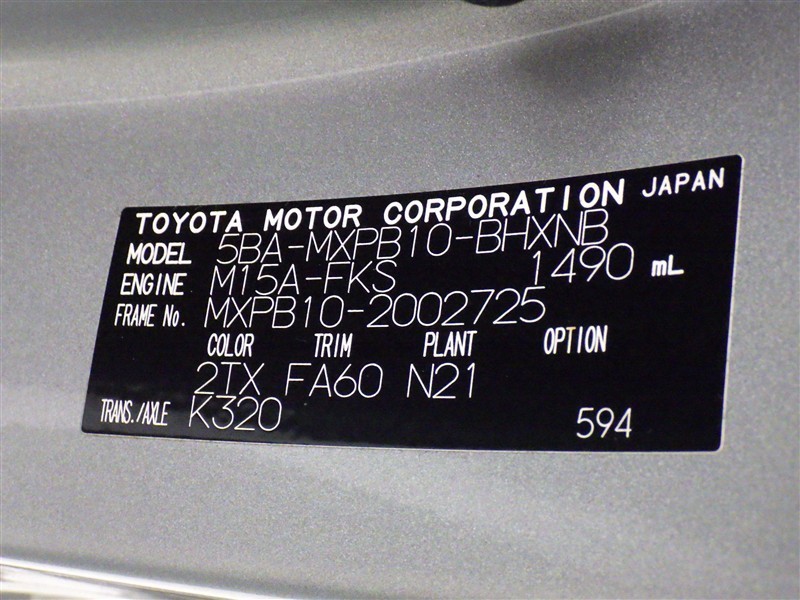 TOYOTA MOTOR CORPORATION JAPAN
MODEL 5BA-MXPB10-BHXNB
ENGINE M15A-FKS 1490 mL
FRAME No. MXPB10-2002725
COLOR TRIM PLANT OPTION
2TX FA60 N21
TRANS./AXLE K320 594